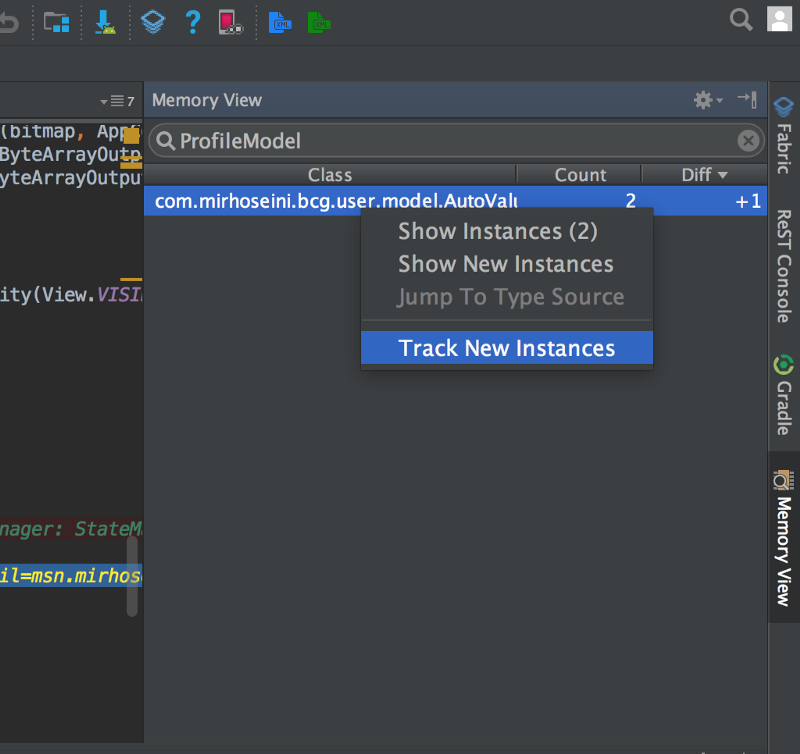 7
Memory View
(bitmap, App
ByteArrayOutp
yteArrayOutpu
ProfileModel
Class Count Diff
com.mirhoseini.bcg.user.model.AutoValu 2 +1
Show Instances (2)
Show New Instances
Jump To Type Source
Track New Instances
ity(View.VISI
nager: StateM
il=msn.mirhos
Fabric
ReST Console
Gradle
Memory View